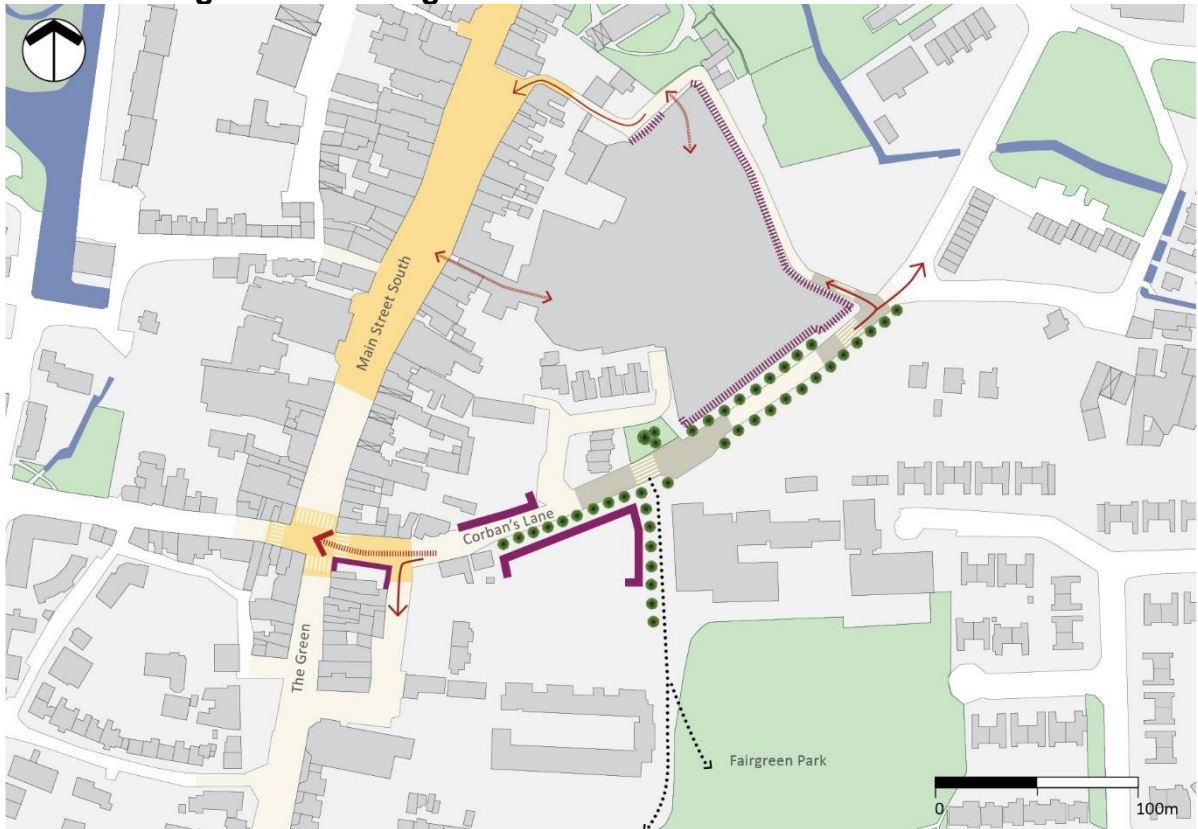 Main Street South
Corban's Lane
The Green
Fairgreen Park
0
100m